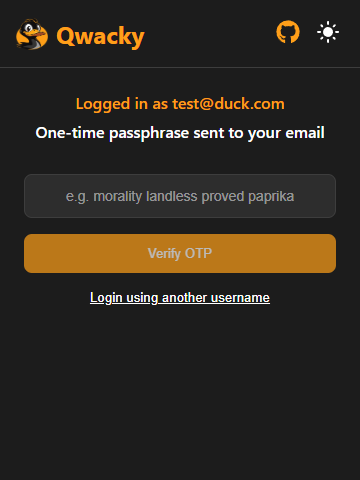 Qwacky
Logged in as test@duck.com
One-time passphrase sent to your email
e.g. morality landless proved paprika
Verify OTP
Login using another username